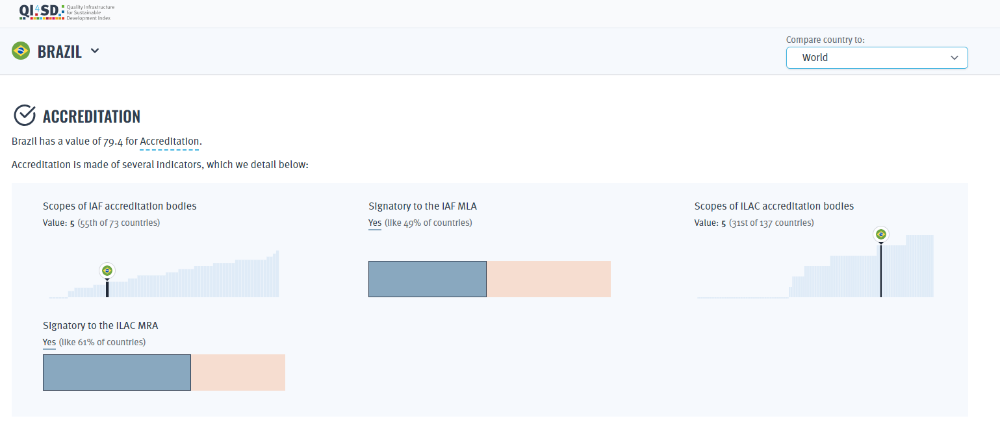 QI4SD
Quality Infrastructure
for Sustainable
Development Index
BRAZIL
Compare country to:
World
ACCREDITATION
Brazil has a value of 79.4 for Accreditation.
Accreditation is made of several indicators, which we detail below:
Scopes of IAF accreditation bodies
Value: 5 (55th of 73 countries)
Signatory to the IAF MLA
Yes (like 49% of countries)
Scopes of ILAC accreditation bodies
Value: 5 (31st of 137 countries)
Signatory to the ILAC MRA
Yes (like 61% of countries)